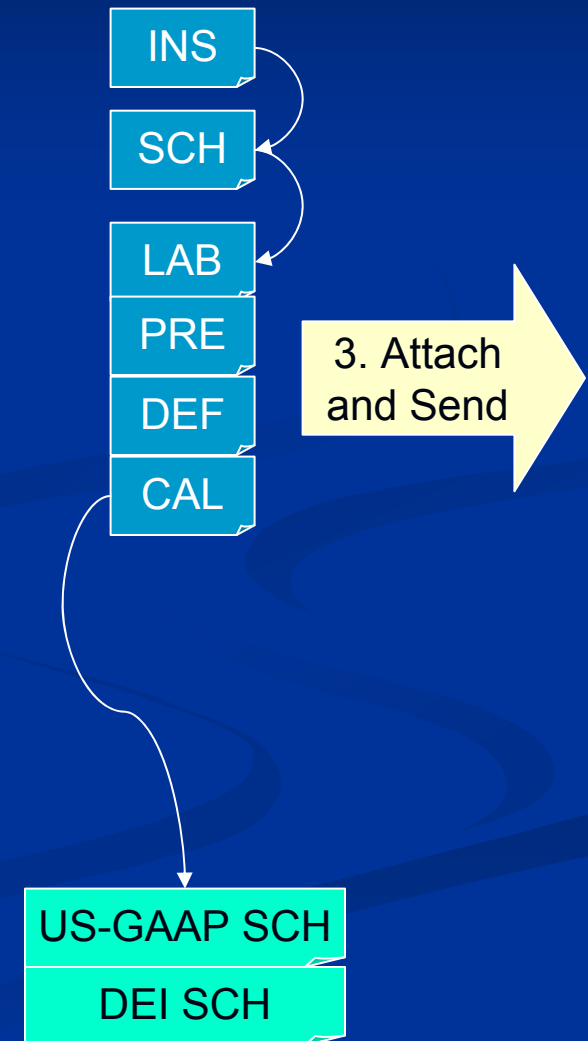 INS
SCH
LAB
PRE
DEF
CAL
3. Attach
and Send
US-GAAP SCH
DEI SCH